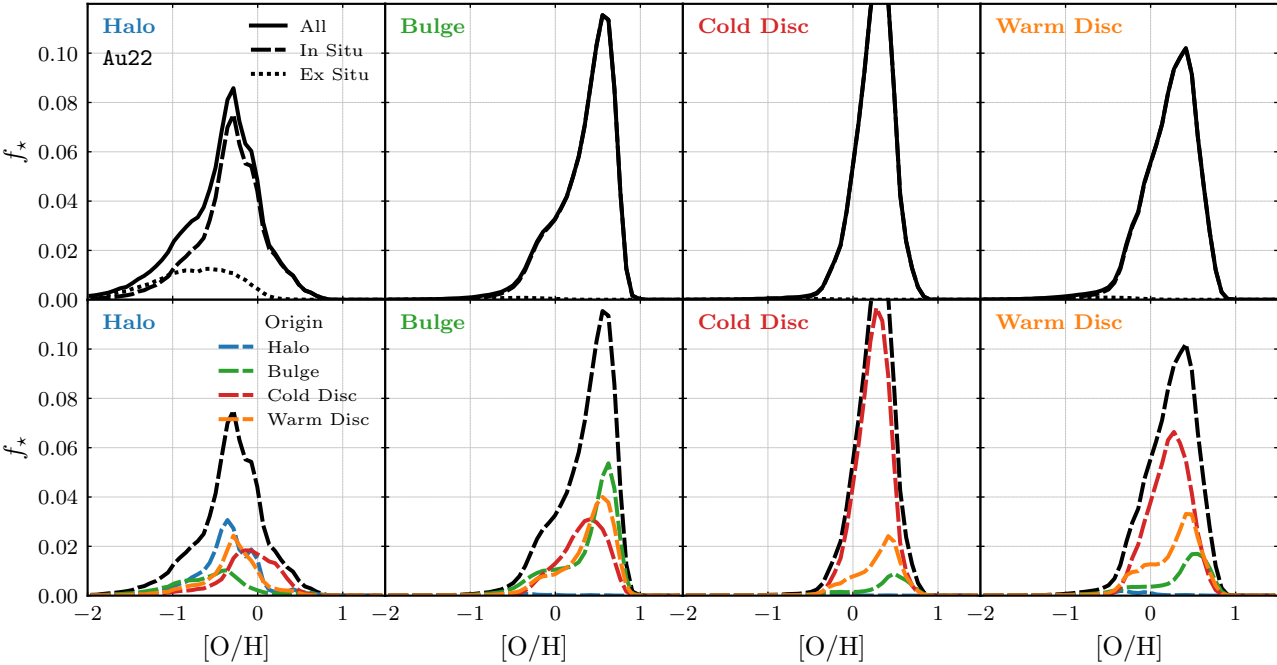 Halo
Au22
All
In Situ
Ex Situ
Bulge
Cold Disc
Warm Disc
f⋆
0.10
0.08
0.06
0.04
0.02
0.00
Halo
Origin
Halo
Bulge
Cold Disc
Warm Disc
Bulge
Cold Disc
Warm Disc
f⋆
0.10
0.08
0.06
0.04
0.02
0.00
−2 −1 0 1 −2 −1 0 1 −2 −1 0 1 −2 −1 0 1
[O/H] [O/H] [O/H] [O/H]